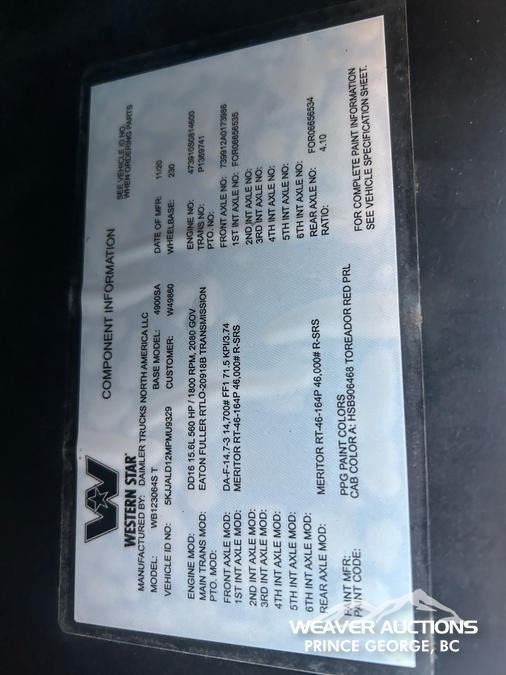 WESTERN STAR
COMPONENT INFORMATION
SEE VEHICLE ID NO.
WHEN ORDERING PARTS
MANUFACTURED BY: DAIMLER TRUCKS NORTH AMERICA LLC
MODEL: WB123064S T BASE MODEL: 4900SA DATE OF MFR: 11/20
VEHICLE ID NO: 5KJJALD12MPMU9329 CUSTOMER: W49860 WHEELBASE: 230
ENGINE MOD: DD16 15.6L 560 HP / 1800 RPM, 2080 GOV ENGINE NO: 473910S0814600
MAIN TRANS MOD: EATON FULLER RTLO-20918B TRANSMISSION TRANS NO: P1369741
PTO. MOD: PTO. NO:
FRONT AXLE MOD: DA-F-14.7-3 14,700# FF1 71.5 KPI/3.74 FRONT AXLE NO: 739912A0173986
1ST INT AXLE MOD: MERITOR RT-46-164P 46,000# R-SRS 1ST INT AXLE NO: FOR06656535
2ND INT AXLE MOD: 2ND INT AXLE NO:
3RD INT AXLE MOD: 3RD INT AXLE NO:
4TH INT AXLE MOD: 4TH INT AXLE NO:
5TH INT AXLE MOD: 5TH INT AXLE NO:
6TH INT AXLE MOD: 6TH INT AXLE NO:
REAR AXLE MOD: MERITOR RT-46-164P 46,000# R-SRS REAR AXLE NO: FOR06656534
RATIO: 4.10
PAINT MFR: PPG PAINT COLORS FOR COMPLETE PAINT INFORMATION
PAINT CODE: CAB COLOR A: HSB906468 TOREADOR RED PRL SEE VEHICLE SPECIFICATION SHEET.
WEAVER AUCTIONS
PRINCE GEORGE, BC